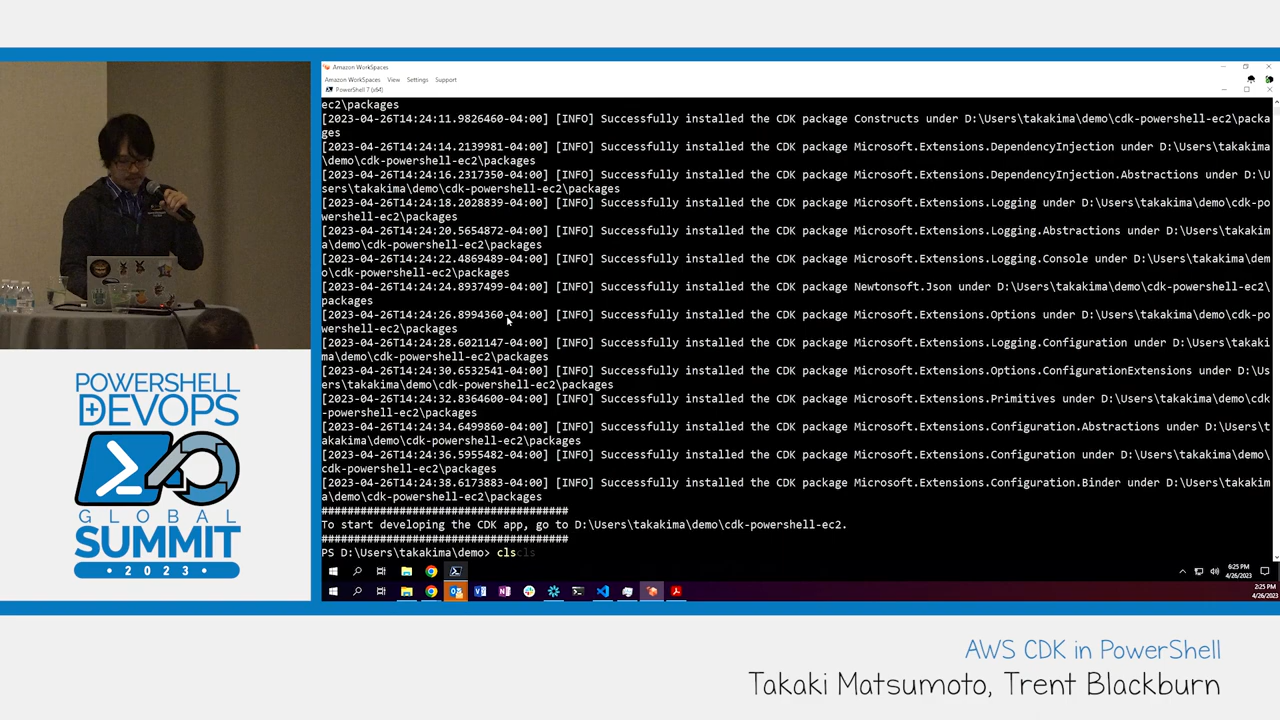 Amazon WorkSpaces
Amazon WorkSpaces View Settings Support
PowerShell 7 (x64)
ec2\packages
[2023-04-26T14:24:11.9826460-04:00] [INFO] Successfully installed the CDK package Constructs under D:\Users\takakima\demo\cdk-powershell-ec2\packa
ges
[2023-04-26T14:24:14.2139981-04:00] [INFO] Successfully installed the CDK package Microsoft.Extensions.DependencyInjection under D:\Users\takakima
\demo\cdk-powershell-ec2\packages
[2023-04-26T14:24:16.2317350-04:00] [INFO] Successfully installed the CDK package Microsoft.Extensions.DependencyInjection.Abstractions under D:\U
sers\takakima\demo\cdk-powershell-ec2\packages
[2023-04-26T14:24:18.2028839-04:00] [INFO] Successfully installed the CDK package Microsoft.Extensions.Logging under D:\Users\takakima\demo\cdk-po
wershell-ec2\packages
[2023-04-26T14:24:20.5654872-04:00] [INFO] Successfully installed the CDK package Microsoft.Extensions.Logging.Abstractions under D:\Users\takakim
a\demo\cdk-powershell-ec2\packages
[2023-04-26T14:24:22.4869489-04:00] [INFO] Successfully installed the CDK package Microsoft.Extensions.Logging.Console under D:\Users\takakima\dem
o\cdk-powershell-ec2\packages
[2023-04-26T14:24:24.8937499-04:00] [INFO] Successfully installed the CDK package Newtonsoft.Json under D:\Users\takakima\demo\cdk-powershell-ec2\
packages
[2023-04-26T14:24:26.8994360-04:00] [INFO] Successfully installed the CDK package Microsoft.Extensions.Options under D:\Users\takakima\demo\cdk-po
wershell-ec2\packages
[2023-04-26T14:24:28.6021147-04:00] [INFO] Successfully installed the CDK package Microsoft.Extensions.Logging.Configuration under D:\Users\takaki
ma\demo\cdk-powershell-ec2\packages
[2023-04-26T14:24:30.6532541-04:00] [INFO] Successfully installed the CDK package Microsoft.Extensions.Options.ConfigurationExtensions under D:\Us
ers\takakima\demo\cdk-powershell-ec2\packages
[2023-04-26T14:24:32.8364600-04:00] [INFO] Successfully installed the CDK package Microsoft.Extensions.Primitives under D:\Users\takakima\demo\cdk
-powershell-ec2\packages
[2023-04-26T14:24:34.6499860-04:00] [INFO] Successfully installed the CDK package Microsoft.Extensions.Configuration.Abstractions under D:\Users\t
akakima\demo\cdk-powershell-ec2\packages
[2023-04-26T14:24:36.5955482-04:00] [INFO] Successfully installed the CDK package Microsoft.Extensions.Configuration under D:\Users\takakima\demo\
cdk-powershell-ec2\packages
[2023-04-26T14:24:38.6173883-04:00] [INFO] Successfully installed the CDK package Microsoft.Extensions.Configuration.Binder under D:\Users\takakim
a\demo\cdk-powershell-ec2\packages
######################################
To start developing the CDK app, go to D:\Users\takakima\demo\cdk-powershell-ec2.
######################################
PS D:\Users\takakima\demo> clscls
6:25 PM
4/26/2023
2:25 PM
4/26/2023
POWERSHELL
+DEVOPS
GLOBAL
SUMMIT
• 2023 •
AWS CDK in PowerShell
Takaki Matsumoto, Trent Blackburn